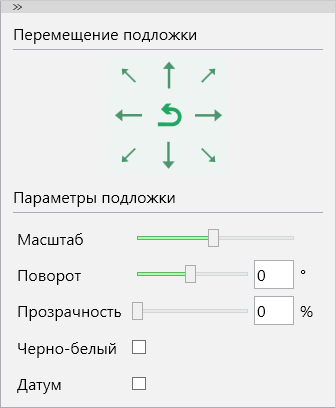 »
Перемещение подложки
Параметры подложки
Масштаб
Поворот 0 °
Прозрачность 0 %
Черно-белый
Датум